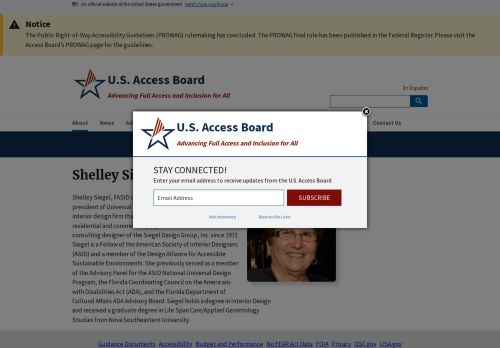 An official website of the United States government Here's how you know
Notice
The Public Right-of-Way Accessibility Guidelines (PROWAG) rulemaking has concluded. The PROWAG final rule has been published in the Federal Register. Please visit the
Access Board's PROWAG page for the guidelines.
U.S. Access Board
Advancing Full Access and Inclusion for All
En Español
About News Ad
Contact Us
U.S. Access Board
Advancing Full Access and Inclusion for All
STAY CONNECTED!
Enter your email address to receive updates from the U.S. Access Board.
Email Address SUBSCRIBE
Not Interested Remind Me Later
Shelley Si
Shelley Siegel, FASID
president of Universal
interior design firm tha
residential and comme
consulting designer of the Siegel Design Group, Inc. since 1972.
Siegel is a Fellow of the American Society of Interior Designers
(ASID) and a member of the Design Alliance for Accessible
Sustainable Environments. She previously served as a member
of the Advisory Panel for the ASID National Universal Design
Program, the Florida Coordinating Council on the Americans
with Disabilities Act (ADA), and the Florida Department of
Cultural Affairs ADA Advisory Board. Siegel holds a degree in Interior Design
and received a graduate degree in Life Span Care/Applied Gerontology
Studies from Nova Southeastern University.
Guidance Documents Accessibility Budget and Performance No FEAR Act Data FOIA Privacy OSC.gov USA.gov